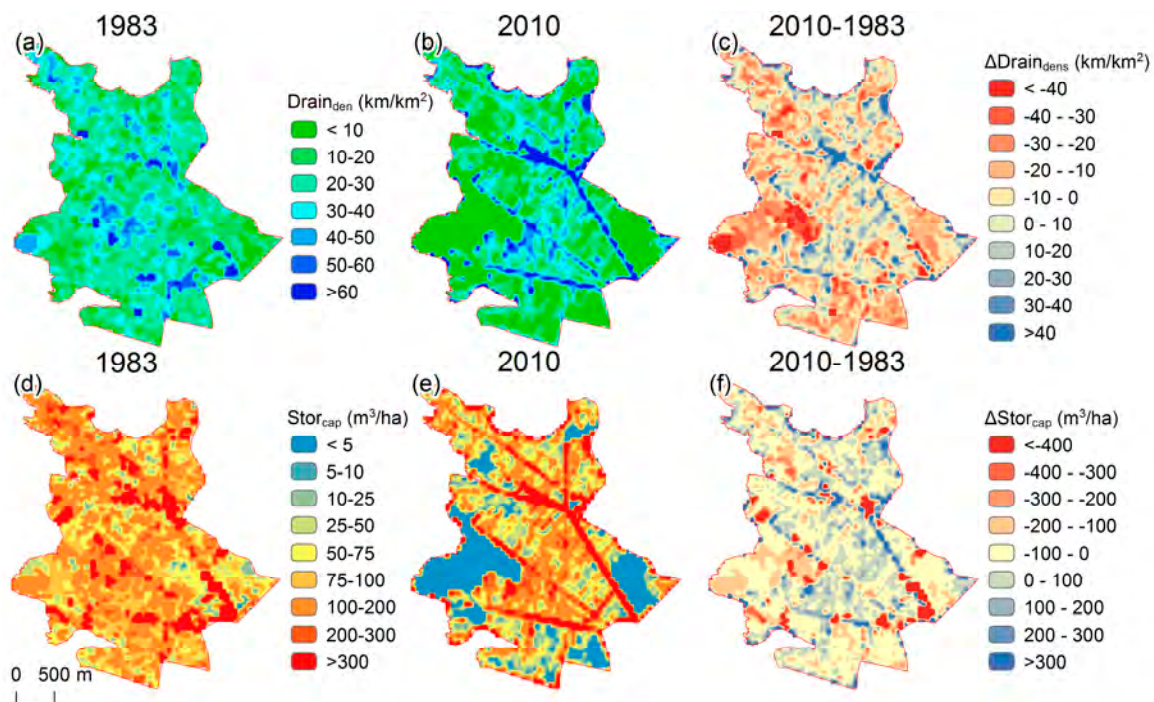 1983
2010
2010-1983
(a)
(b)
(c)
Drain_den (km/km²)
< 10
10-20
20-30
30-40
40-50
50-60
>60
ΔDrain_dens (km/km²)
< -40
-40 - -30
-30 - -20
-20 - -10
-10 - 0
0 - 10
10-20
20-30
30-40
>40
1983
2010
2010-1983
(d)
(e)
(f)
Stor_cap (m³/ha)
< 5
5-10
10-25
25-50
50-75
75-100
100-200
200-300
>300
ΔStor_cap (m³/ha)
<-400
-400 - -300
-300 - -200
-200 - -100
-100 - 0
0 - 100
100 - 200
200 - 300
>300
0 500 m